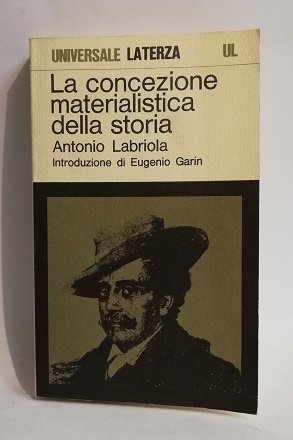 UNIVERSALE LATERZA UL
La concezione
materialistica
della storia
Antonio Labriola
Introduzione di Eugenio Garin